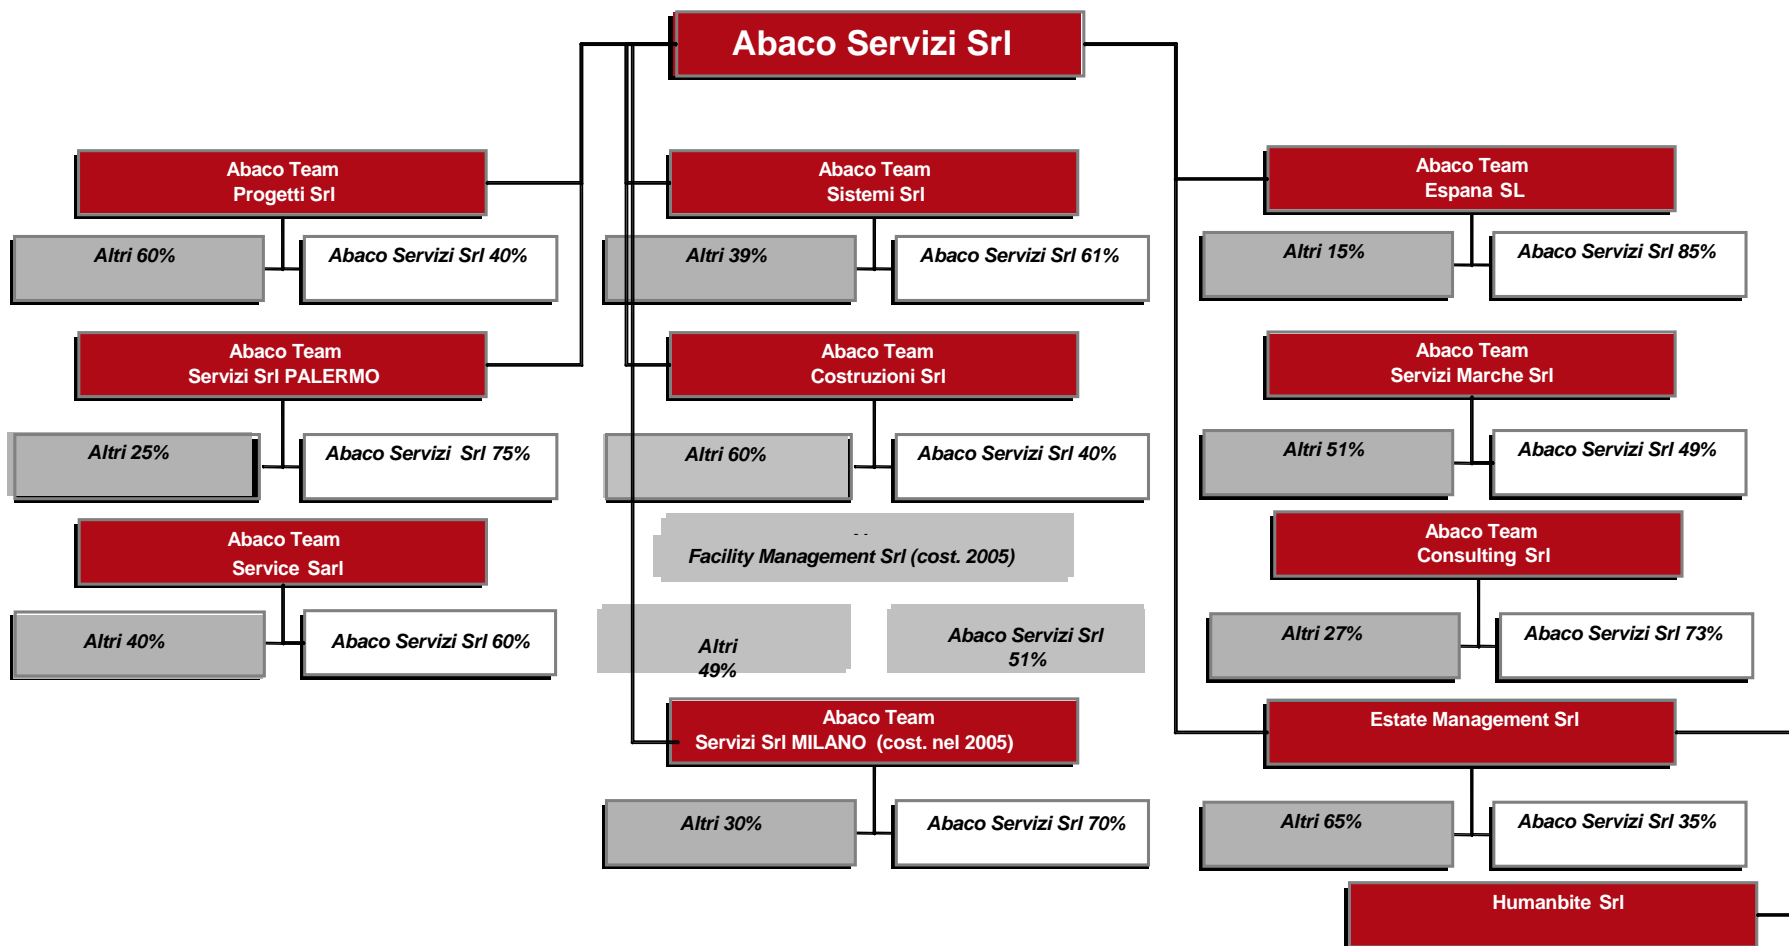 Abaco Servizi Srl
Abaco Team
Progetti Srl
Altri 60%
Abaco Servizi Srl 40%
Abaco Team
Servizi Srl PALERMO
Altri 25%
Abaco Servizi Srl 75%
Abaco Team
Service Sarl
Altri 40%
Abaco Servizi Srl 60%
Abaco Team
Sistemi Srl
Altri 39%
Abaco Servizi Srl 61%
Abaco Team
Costruzioni Srl
Altri 60%
Abaco Servizi Srl 40%
Facility Management Srl (cost. 2005)
Altri
49%
Abaco Servizi Srl
51%
Abaco Team
Servizi Srl MILANO (cost. nel 2005)
Altri 30%
Abaco Servizi Srl 70%
Abaco Team
Espana SL
Altri 15%
Abaco Servizi Srl 85%
Abaco Team
Servizi Marche Srl
Altri 51%
Abaco Servizi Srl 49%
Abaco Team
Consulting Srl
Altri 27%
Abaco Servizi Srl 73%
Estate Management Srl
Altri 65%
Abaco Servizi Srl 35%
Humanbite Srl